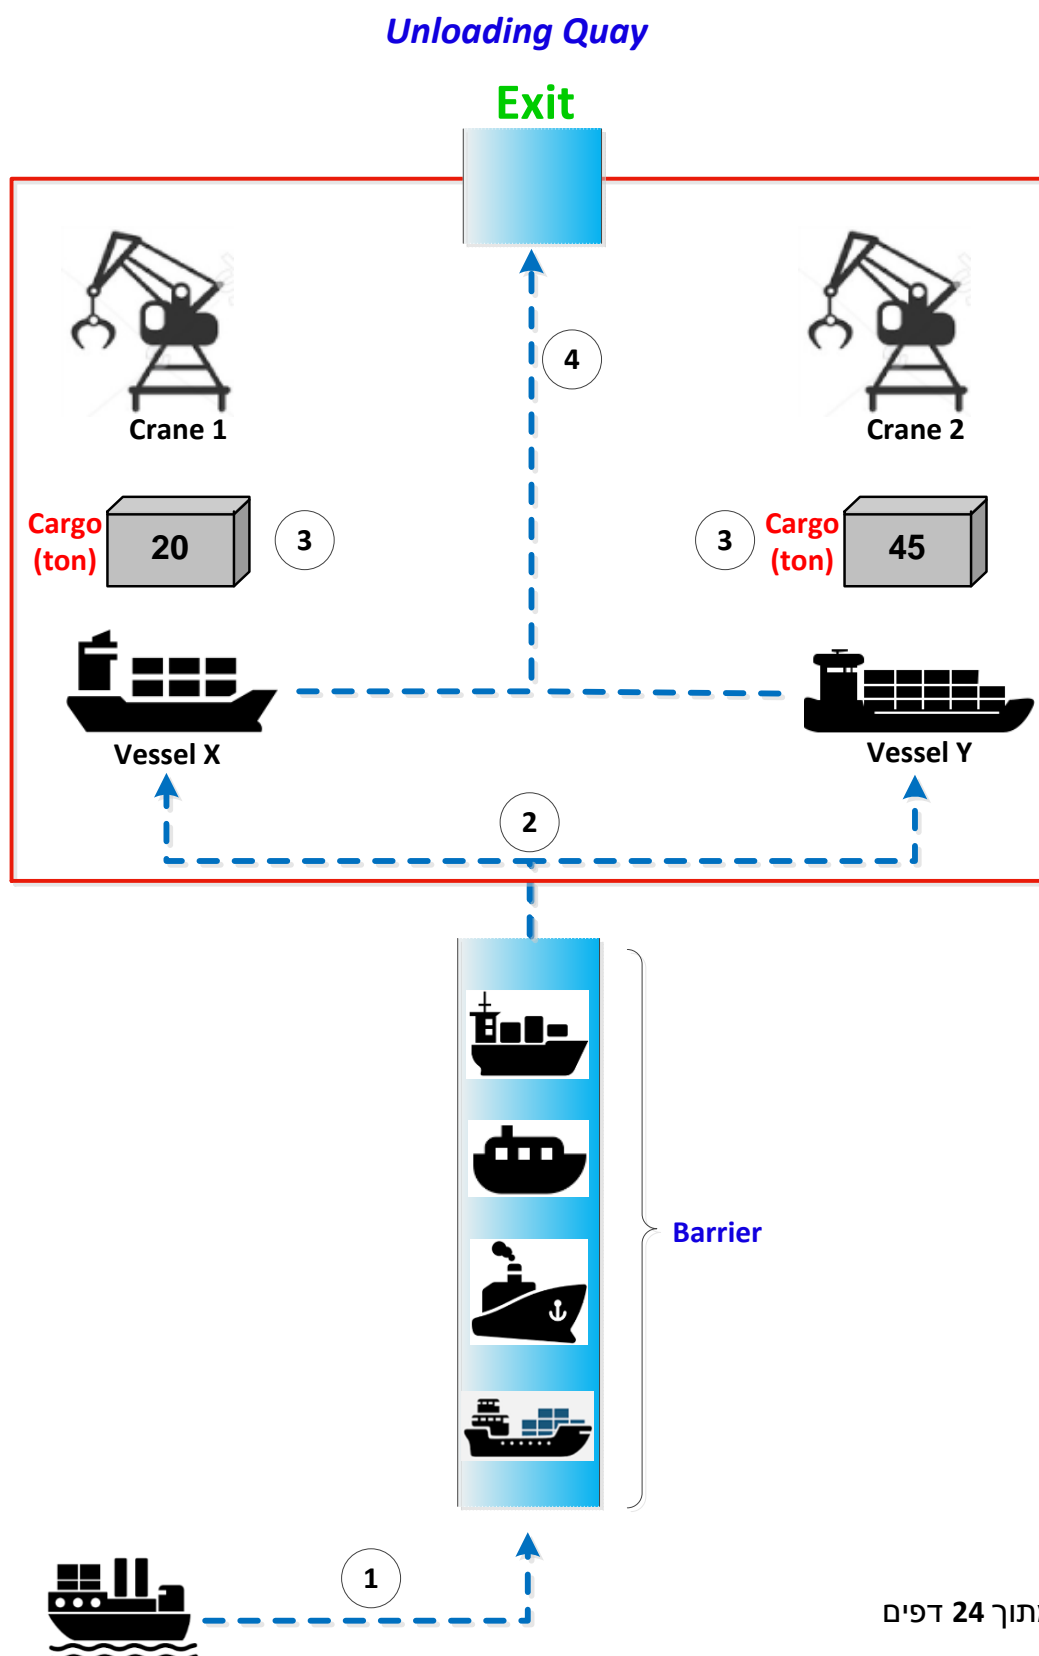 Unloading Quay
Exit
4
Crane 1
Crane 2
Cargo
(ton)
20
3
3
Cargo
(ton)
45
Vessel X
Vessel Y
2
Barrier
1
מתוך 24 דפים